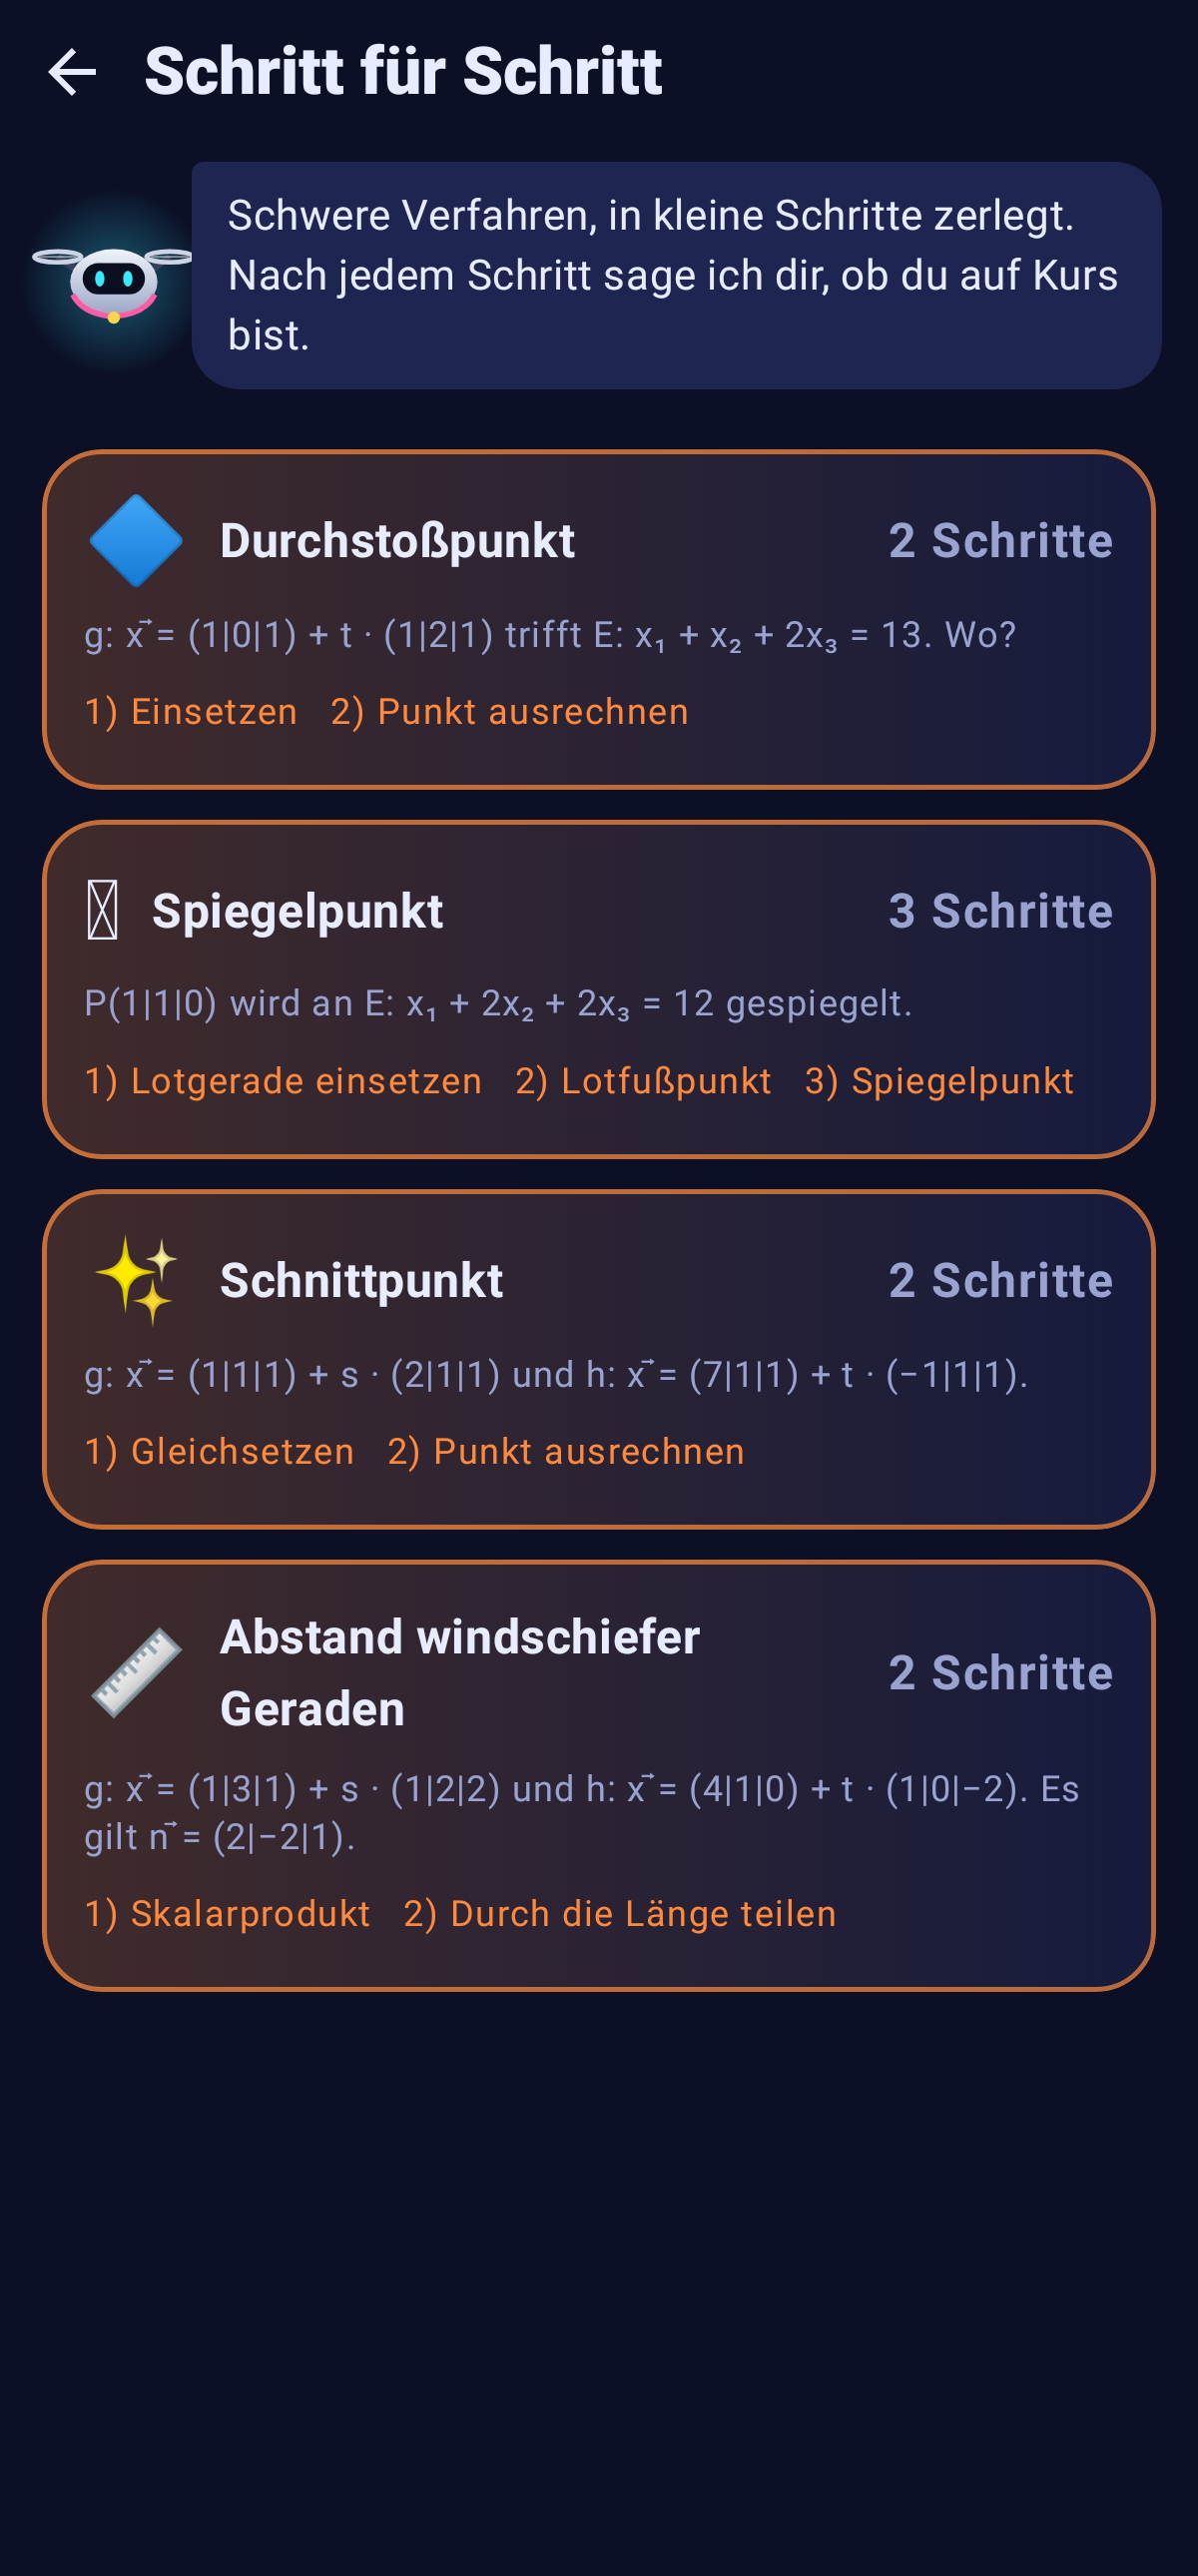 Schritt für Schritt
Schwere Verfahren, in kleine Schritte zerlegt.
Nach jedem Schritt sage ich dir, ob du auf Kurs
bist.
Durchstoßpunkt 2 Schritte
g: x⃗ = (1|0|1) + t · (1|2|1) trifft E: x₁ + x₂ + 2x₃ = 13. Wo?
1) Einsetzen 2) Punkt ausrechnen
Spiegelpunkt 3 Schritte
P(1|1|0) wird an E: x₁ + 2x₂ + 2x₃ = 12 gespiegelt.
1) Lotgerade einsetzen 2) Lotfußpunkt 3) Spiegelpunkt
Schnittpunkt 2 Schritte
g: x⃗ = (1|1|1) + s · (2|1|1) und h: x⃗ = (7|1|1) + t · (−1|1|1).
1) Gleichsetzen 2) Punkt ausrechnen
Abstand windschiefer
Geraden
2 Schritte
g: x⃗ = (1|3|1) + s · (1|2|2) und h: x⃗ = (4|1|0) + t · (1|0|−2). Es
gilt n⃗ = (2|−2|1).
1) Skalarprodukt 2) Durch die Länge teilen